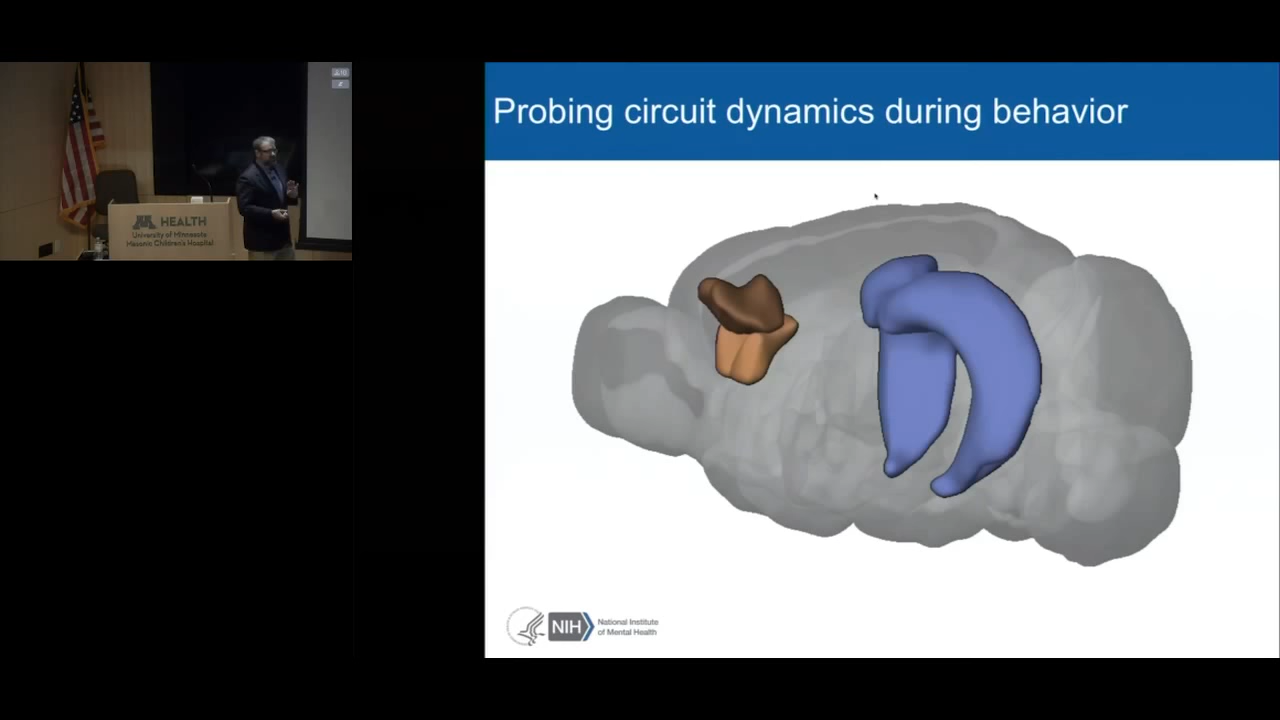 Probing circuit dynamics during behavior
HEALTH
University of Minnesota
Masonic Children's Hospital
NIH
National Institute
of Mental Health